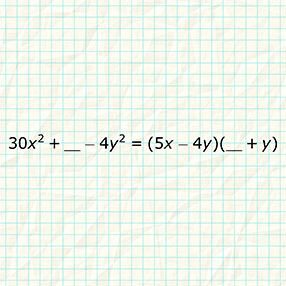 30x² + __ – 4y² = (5x – 4y)(__ + y)